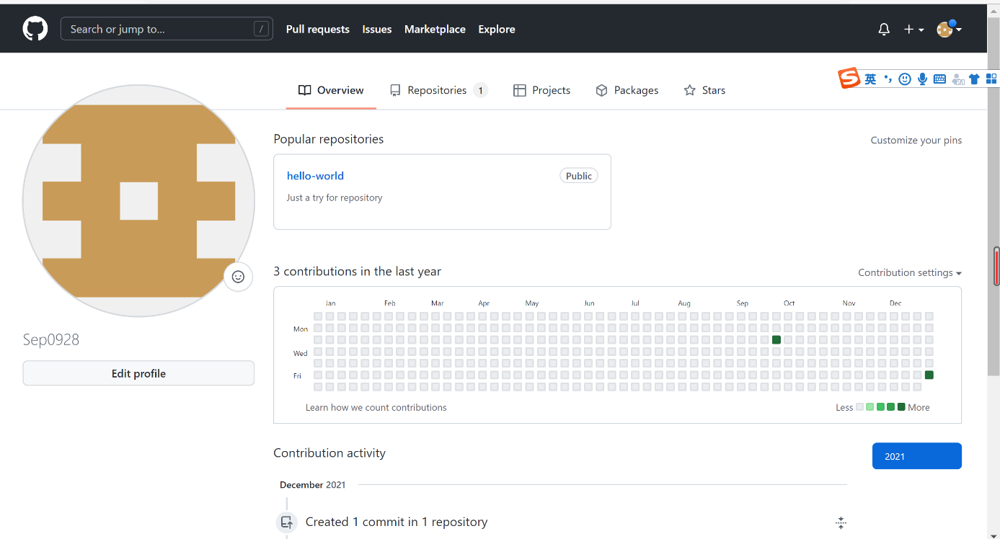 Search or jump to... / Pull requests Issues Marketplace Explore
英
Overview Repositories 1 Projects Packages Stars
Popular repositories Customize your pins
hello-world Public
Just a try for repository
3 contributions in the last year Contribution settings
Jan Feb Mar Apr May Jun Jul Aug Sep Oct Nov Dec
Mon
Wed
Fri
Learn how we count contributions Less More
Sep0928
Edit profile
Contribution activity 2021
December 2021
Created 1 commit in 1 repository